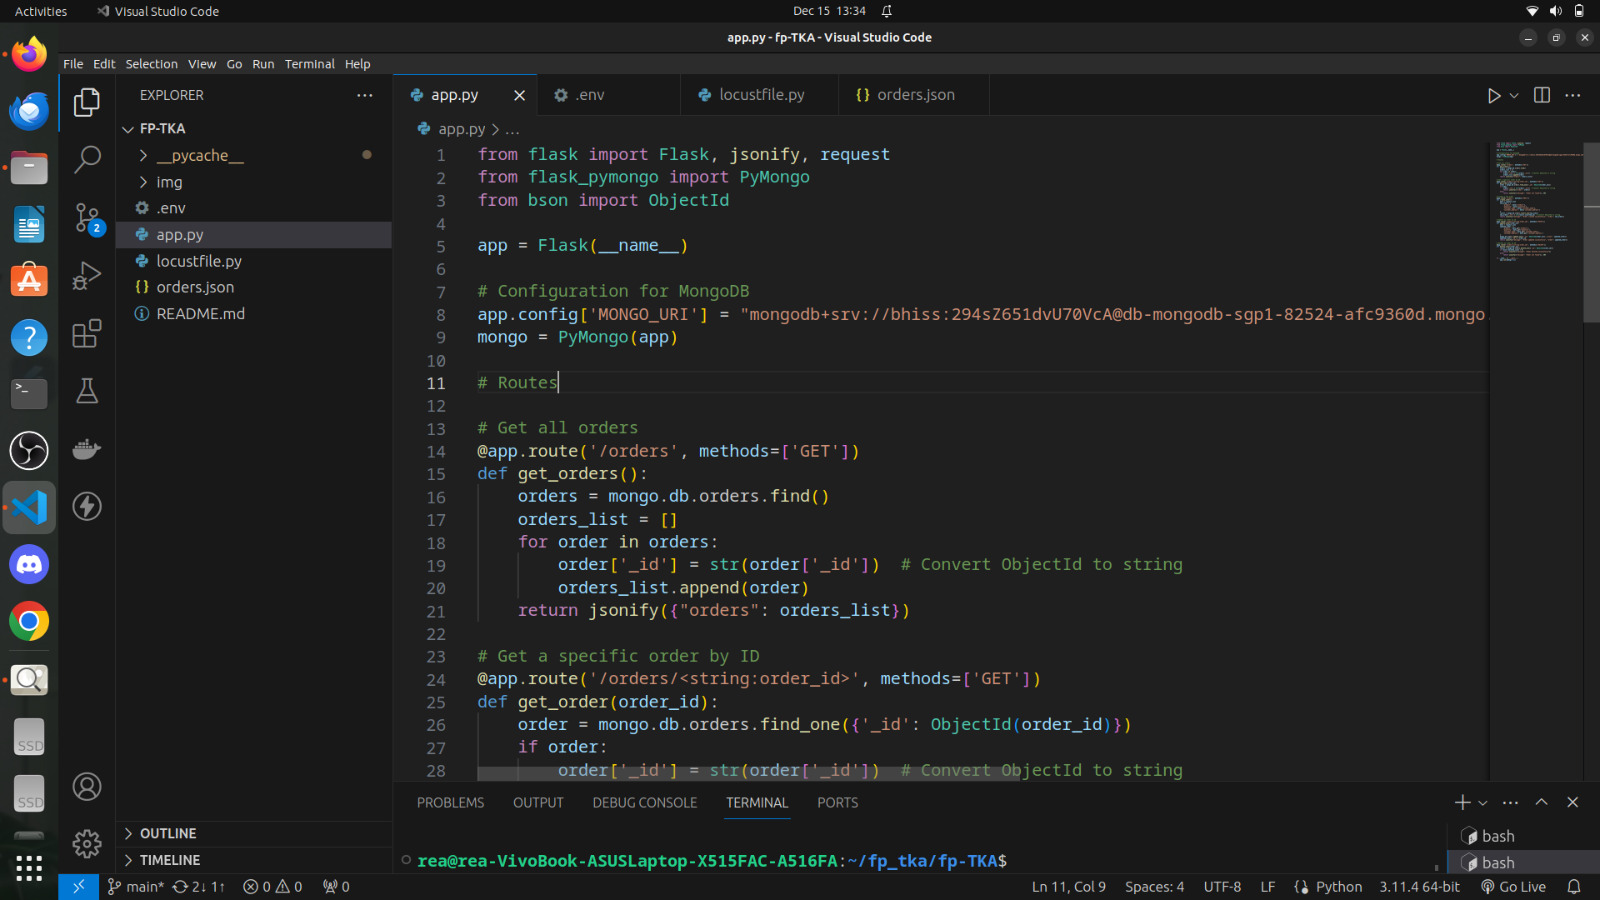 Activities
Visual Studio Code
Dec 15 13:34
app.py - fp-TKA - Visual Studio Code
File Edit Selection View Go Run Terminal Help
EXPLORER
FP-TKA
__pycache__
img
.env
app.py
locustfile.py
orders.json
README.md
OUTLINE
TIMELINE
2
SSD
SSD
app.py
.env
locustfile.py
orders.json
app.py > ...
1 from flask import Flask, jsonify, request
2 from flask_pymongo import PyMongo
3 from bson import ObjectId
4
5 app = Flask(__name__)
6
7 # Configuration for MongoDB
8 app.config['MONGO_URI'] = "mongodb+srv://bhiss:294sZ651dvU70VcA@db-mongodb-sgp1-82524-afc9360d.mongo.
9 mongo = PyMongo(app)
10
11 # Routes
12
13 # Get all orders
14 @app.route('/orders', methods=['GET'])
15 def get_orders():
16 orders = mongo.db.orders.find()
17 orders_list = []
18 for order in orders:
19 order['_id'] = str(order['_id']) # Convert ObjectId to string
20 orders_list.append(order)
21 return jsonify({"orders": orders_list})
22
23 # Get a specific order by ID
24 @app.route('/orders/<string:order_id>', methods=['GET'])
25 def get_order(order_id):
26 order = mongo.db.orders.find_one({'_id': ObjectId(order_id)})
27 if order:
28 order['_id'] = str(order['_id']) # Convert ObjectId to string
PROBLEMS OUTPUT DEBUG CONSOLE TERMINAL PORTS
rea@rea-VivoBook-ASUSLaptop-X515FAC-A516FA:~/fp_tka/fp-TKA$
bash
bash
main* 2↓ 1↑ 0 0 0
Ln 11, Col 9 Spaces: 4 UTF-8 LF Python 3.11.4 64-bit Go Live